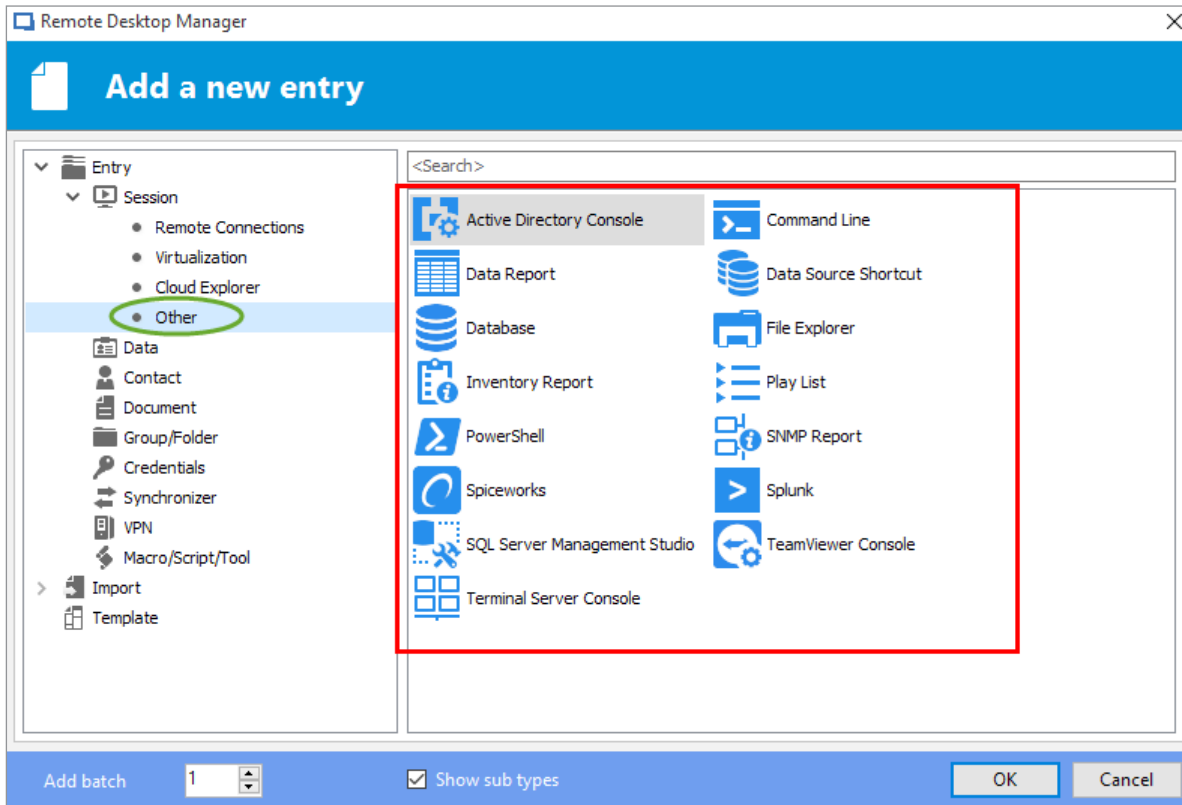 Remote Desktop Manager
Add a new entry
Entry
Session
Remote Connections
Virtualization
Cloud Explorer
Other
Data
Contact
Document
Group/Folder
Credentials
Synchronizer
VPN
Macro/Script/Tool
Import
Template
<Search>
Active Directory Console
Command Line
Data Report
Data Source Shortcut
Database
File Explorer
Inventory Report
Play List
PowerShell
SNMP Report
Spiceworks
Splunk
SQL Server Management Studio
TeamViewer Console
Terminal Server Console
Add batch
1
Show sub types
OK
Cancel